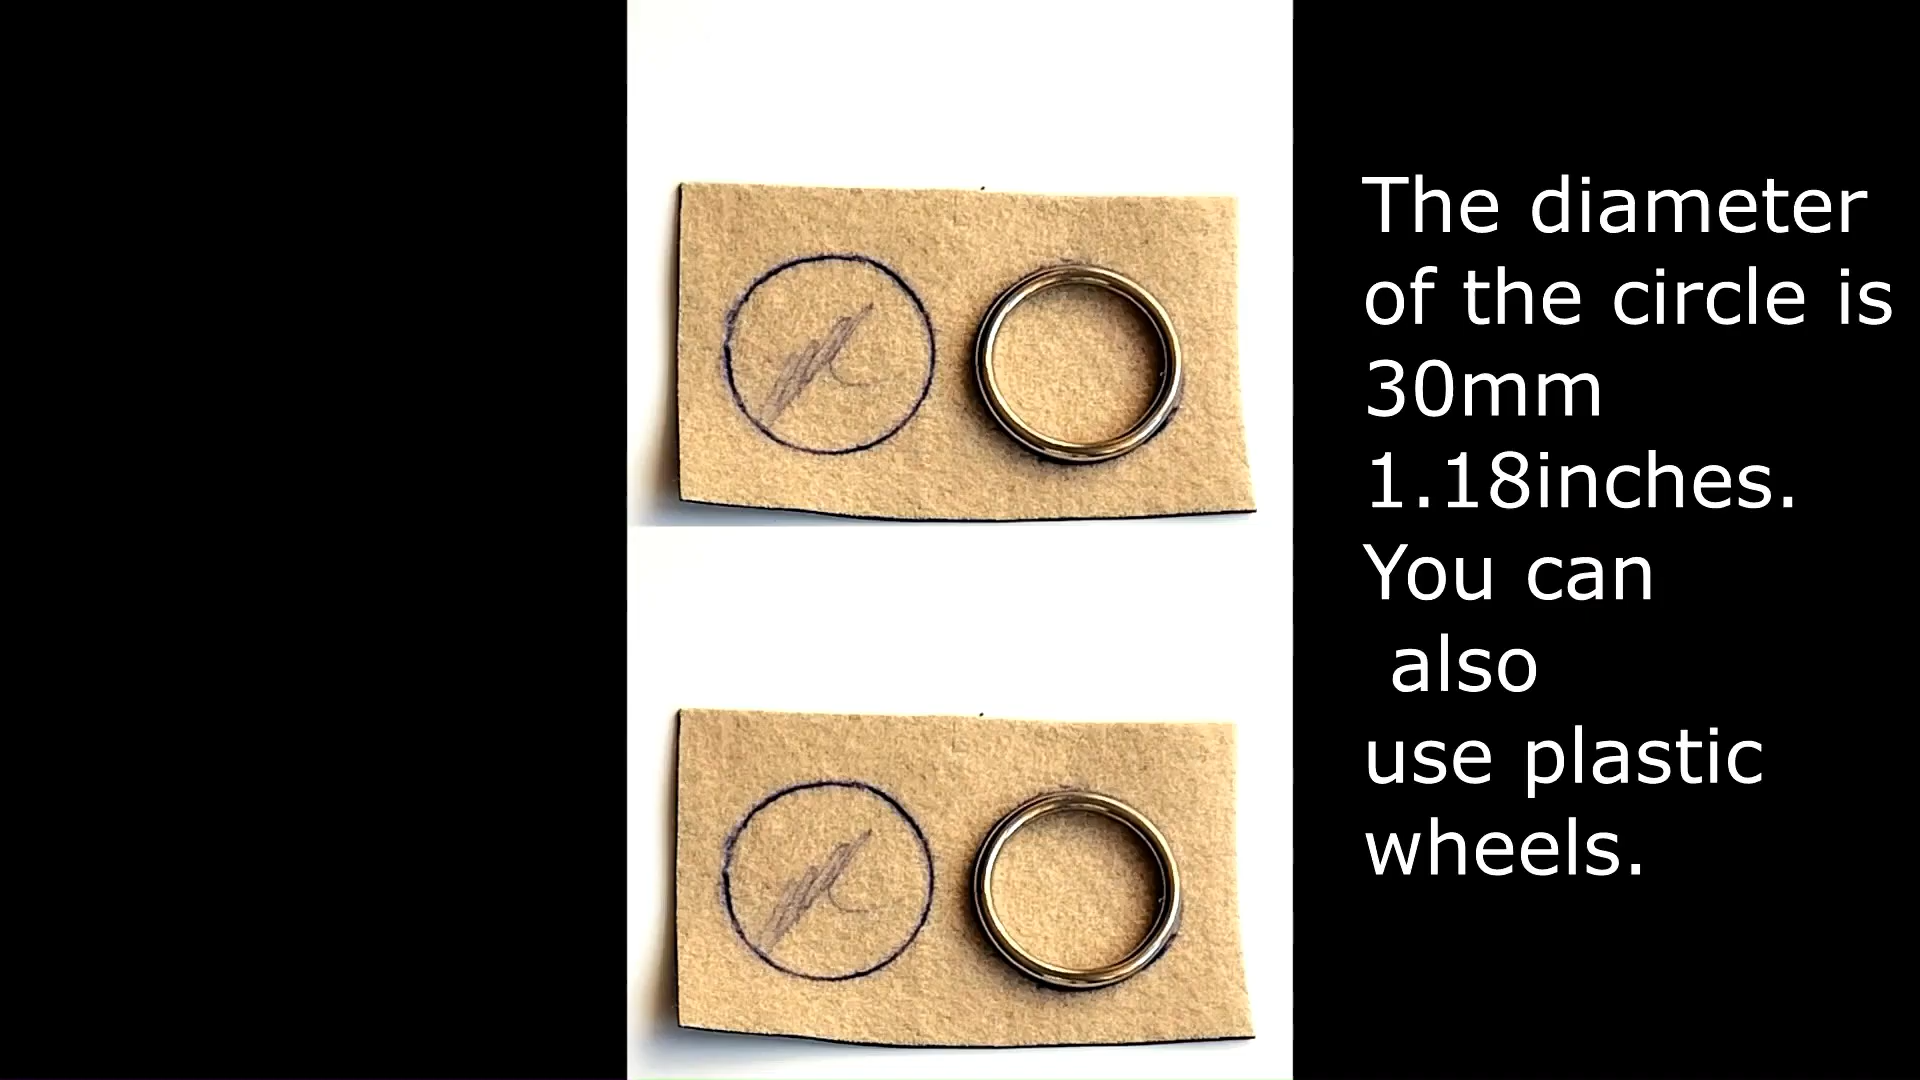 The diameter
of the circle is
30mm
1.18inches.
You can
also
use plastic
wheels.